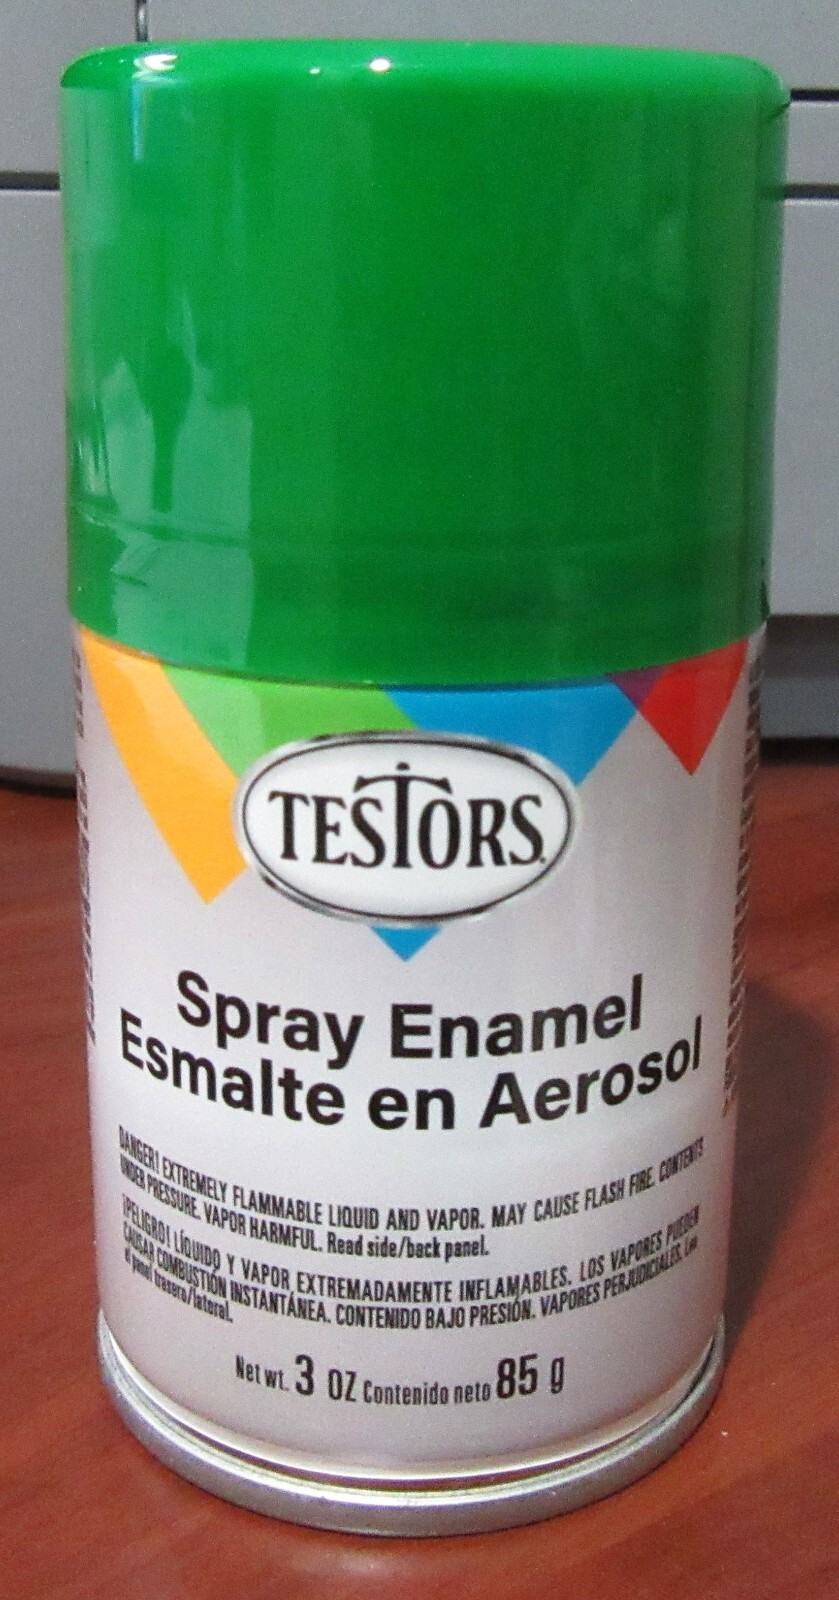 TESTORS
Spray Enamel
Esmalte en Aerosol
DANGER! EXTREMELY FLAMMABLE LIQUID AND VAPOR. MAY CAUSE FLASH FIRE. CONTENTS
UNDER PRESSURE. VAPOR HARMFUL. Read side/back panel.
¡PELIGRO! LÍQUIDO Y VAPOR EXTREMADAMENTE INFLAMABLES. LOS VAPORES PUEDEN
CAUSAR COMBUSTIÓN INSTANTÁNEA. CONTENIDO BAJO PRESIÓN. VAPORES PERJUDICIALES. Lea
el panel trasero/lateral.
Net wt. 3 OZ Contenido neto 85 g